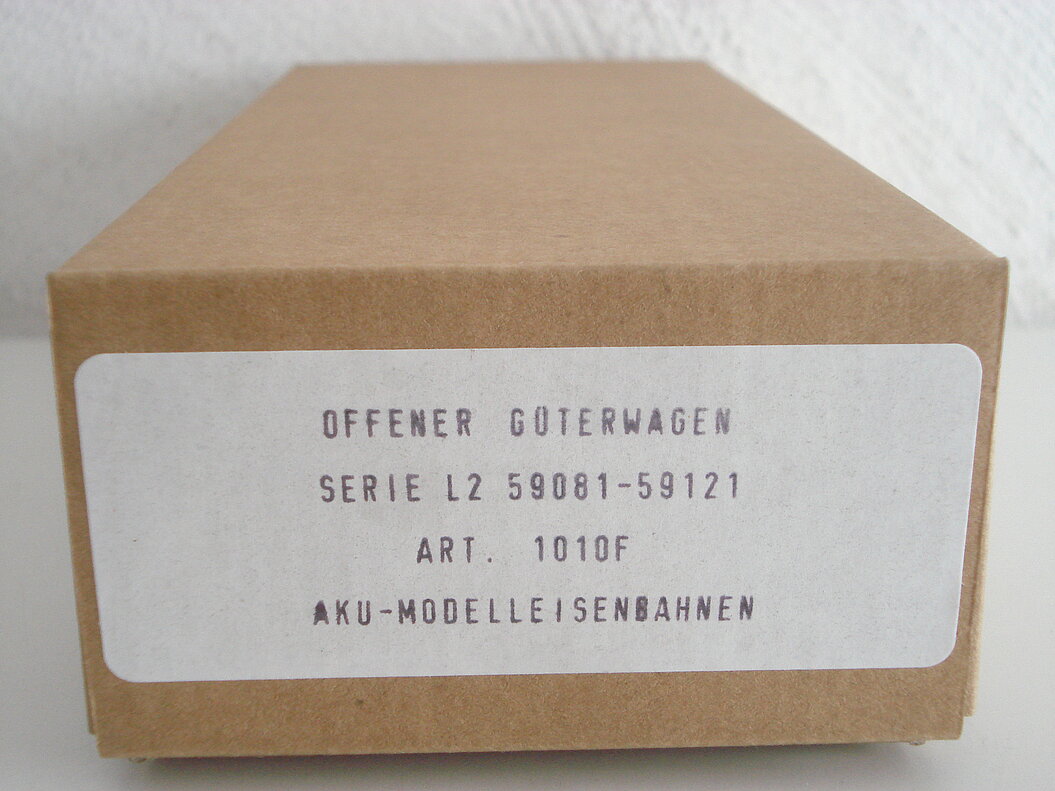 OFFENER GÜTERWAGEN
SERIE L2 59081-59121
ART. 1010F
AKU-MODELLEISENBAHNEN